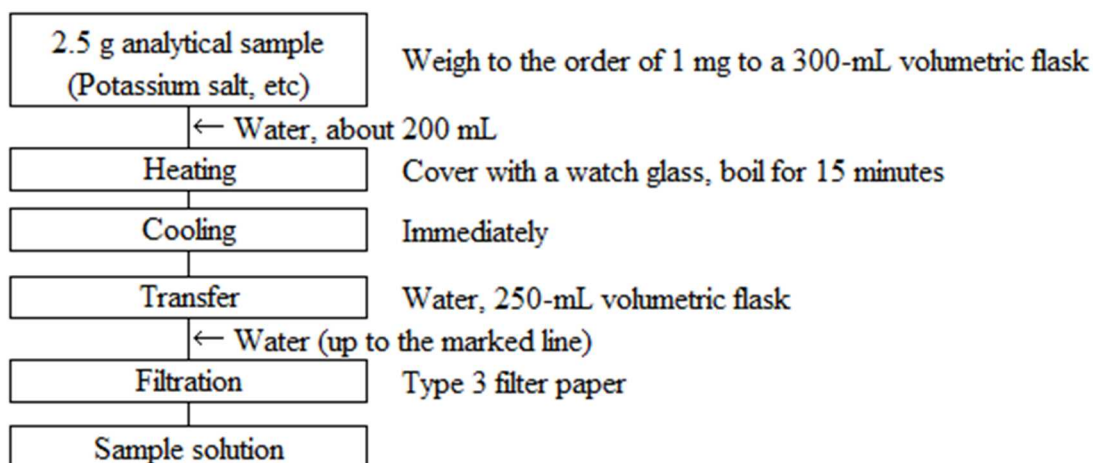 2.5 g analytical sample
(Potassium salt, etc)
Weigh to the order of 1 mg to a 300-mL volumetric flask
← Water, about 200 mL
Heating
Cover with a watch glass, boil for 15 minutes
Cooling
Immediately
Transfer
Water, 250-mL volumetric flask
← Water (up to the marked line)
Filtration
Type 3 filter paper
Sample solution